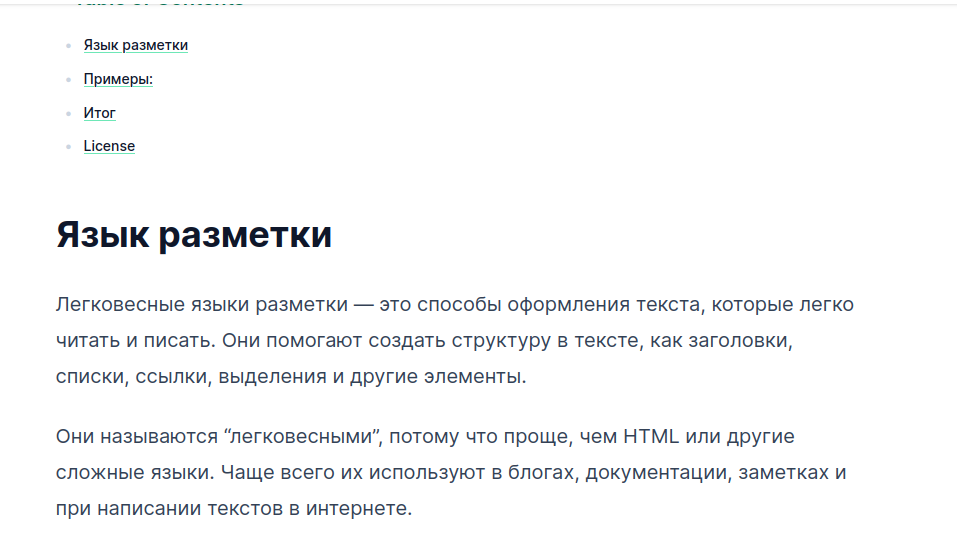 Язык разметки
Примеры:
Итог
License
Язык разметки
Легковесные языки разметки — это способы оформления текста, которые легко
читать и писать. Они помогают создать структуру в тексте, как заголовки,
списки, ссылки, выделения и другие элементы.
Они называются “легковесными”, потому что проще, чем HTML или другие
сложные языки. Чаще всего их используют в блогах, документации, заметках и
при написании текстов в интернете.